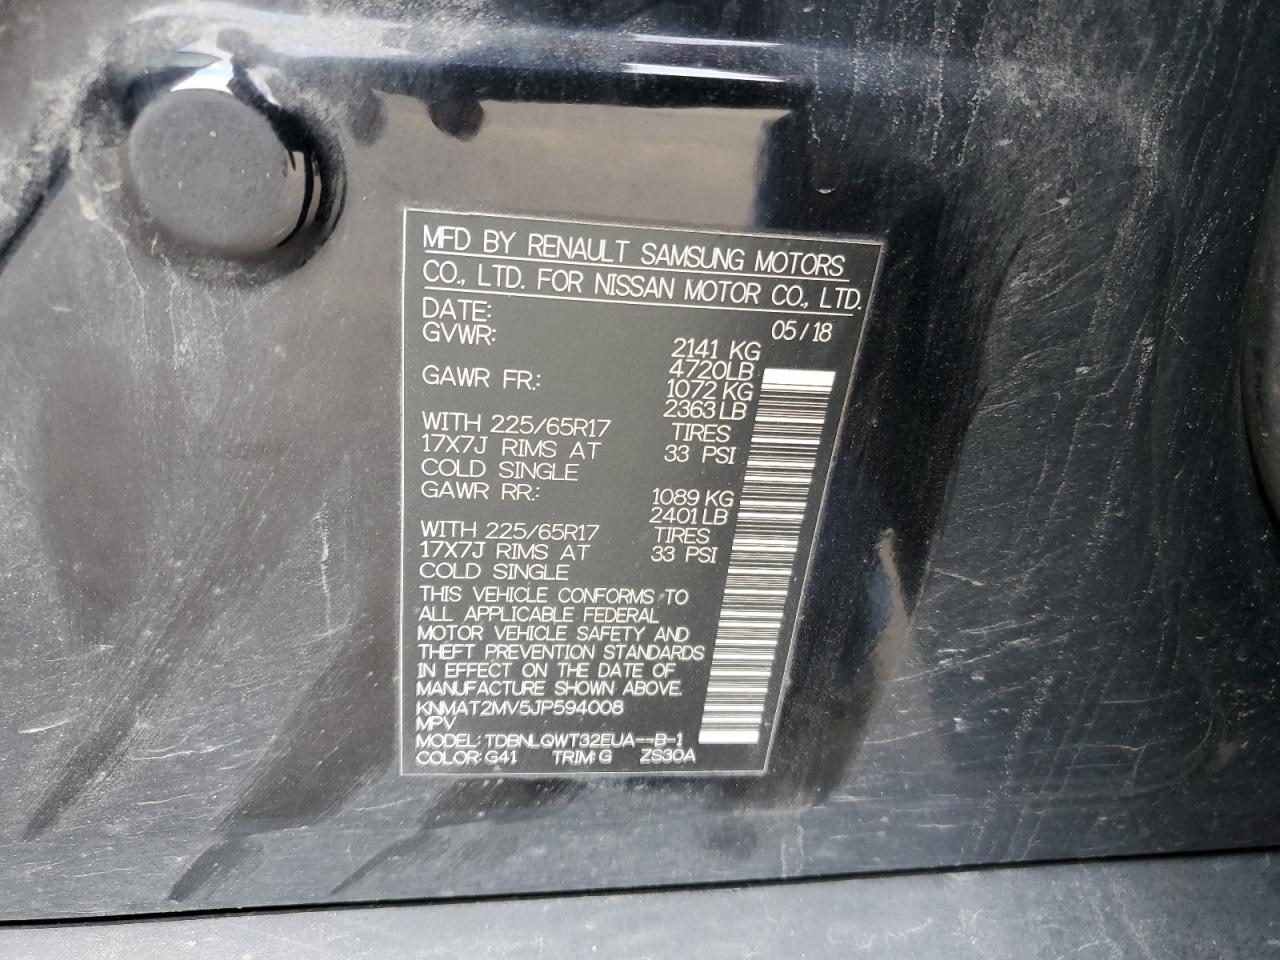 MFD BY RENAULT SAMSUNG MOTORS
CO., LTD. FOR NISSAN MOTOR CO., LTD.
DATE: 05/18
GVWR: 2141 KG
4720LB
GAWR FR.: 1072 KG
2363LB
WITH 225/65R17 TIRES
17X7J RIMS AT 33 PSI
COLD SINGLE
GAWR RR.: 1089 KG
2401LB
WITH 225/65R17 TIRES
17X7J RIMS AT 33 PSI
COLD SINGLE
THIS VEHICLE CONFORMS TO
ALL APPLICABLE FEDERAL
MOTOR VEHICLE SAFETY AND
THEFT PREVENTION STANDARDS
IN EFFECT ON THE DATE OF
MANUFACTURE SHOWN ABOVE.
KNMAT2MV5JP594008
MPV
MODEL: TDBNLQWT32EUA--B-1
COLOR: G41 TRIM: G ZS30A